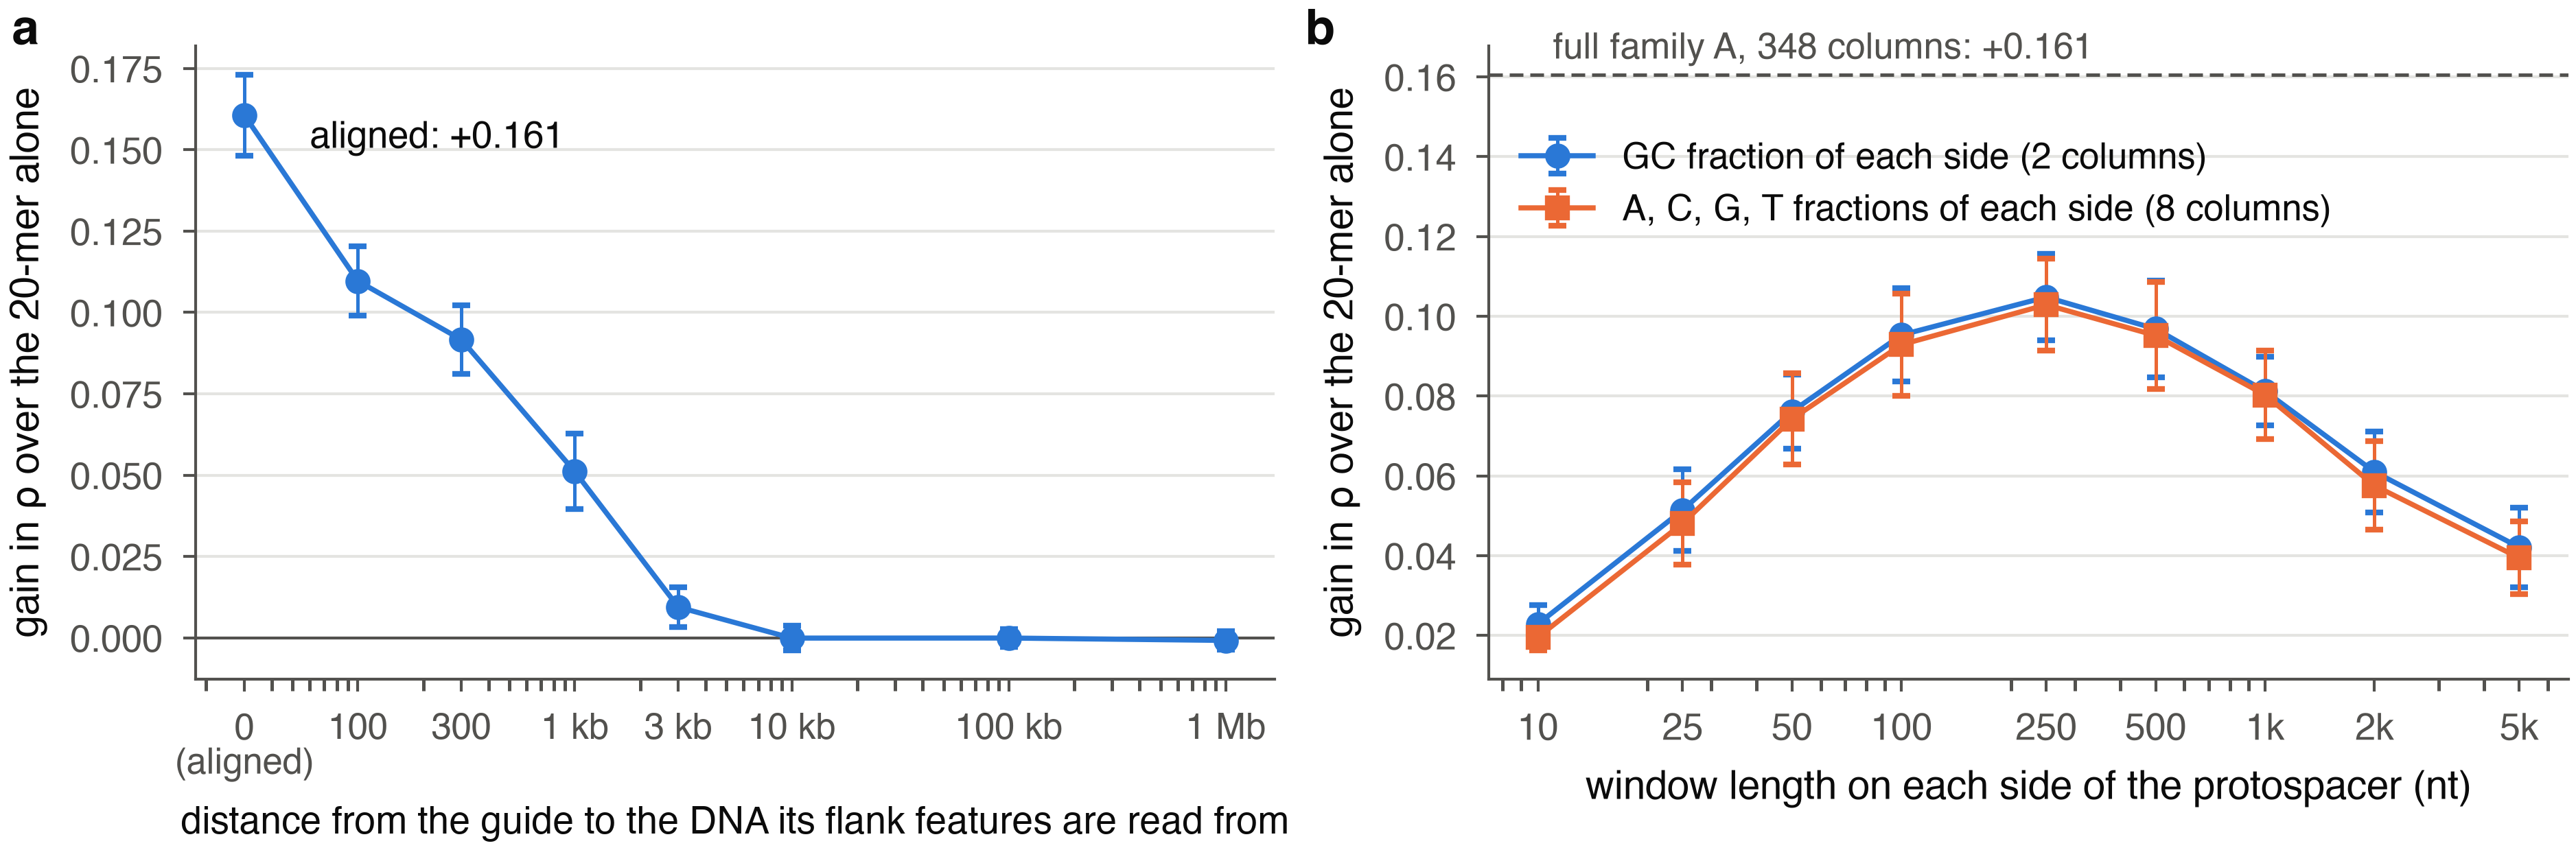 a
gain in ρ over the 20-mer alone
0.175
0.150
0.125
0.100
0.075
0.050
0.025
0.000
aligned: +0.161
0 100 300 1 kb 3 kb 10 kb 100 kb 1 Mb
(aligned)
distance from the guide to the DNA its flank features are read from
b
gain in ρ over the 20-mer alone
full family A, 348 columns: +0.161
0.16
0.14
0.12
0.10
0.08
0.06
0.04
0.02
GC fraction of each side (2 columns)
A, C, G, T fractions of each side (8 columns)
10 25 50 100 250 500 1k 2k 5k
window length on each side of the protospacer (nt)